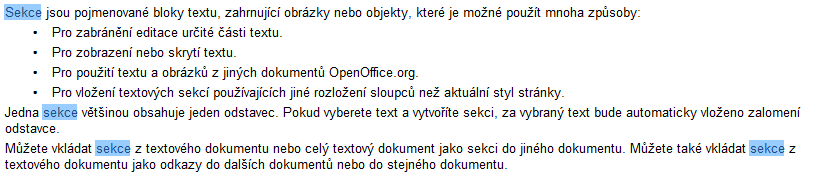 Sekce jsou pojmenované bloky textu, zahrnující obrázky nebo objekty, které je možné použít mnoha způsoby:
• Pro zabránění editace určité části textu.
• Pro zobrazení nebo skrytí textu.
• Pro použití textu a obrázků z jiných dokumentů OpenOffice.org.
• Pro vložení textových sekcí používajících jiné rozložení sloupců než aktuální styl stránky.
Jedna sekce většinou obsahuje jeden odstavec. Pokud vyberete text a vytvoříte sekci, za vybraný text bude automaticky vloženo zalomení
odstavce.
Můžete vkládat sekce z textového dokumentu nebo celý textový dokument jako sekci do jiného dokumentu. Můžete také vkládat sekce z
textového dokumentu jako odkazy do dalších dokumentů nebo do stejného dokumentu.